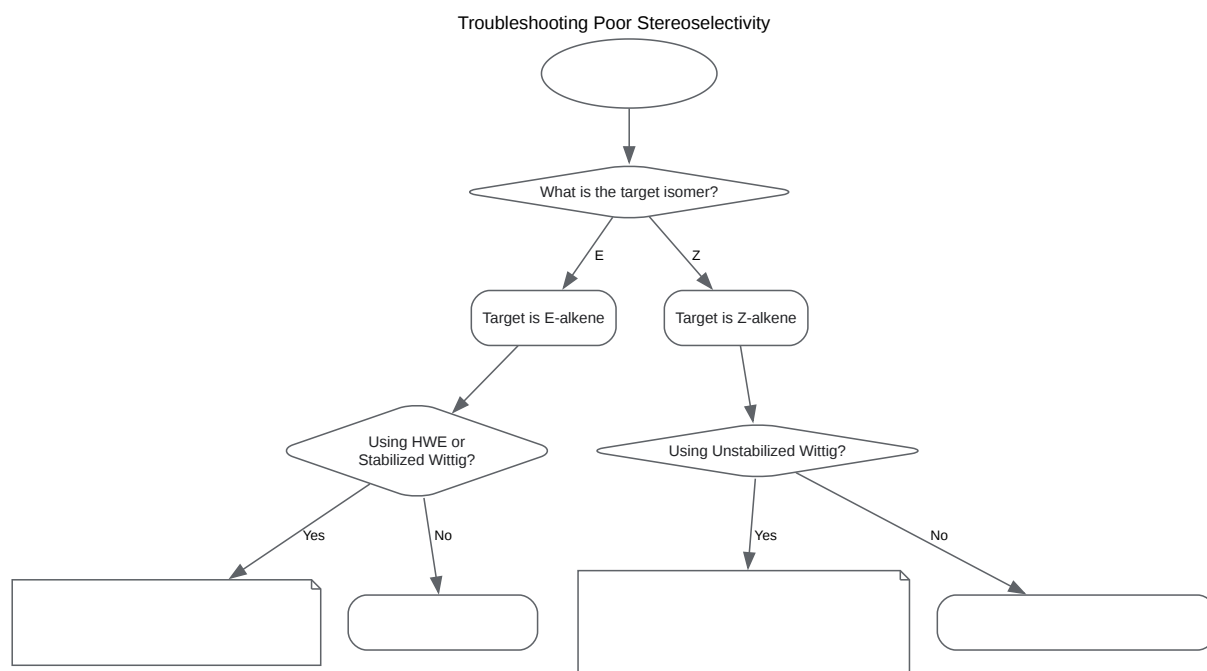 Troubleshooting Poor Stereoselectivity
What is the target isomer?
E
Z
Target is E-alkene
Target is Z-alkene
Using HWE or
Stabilized Wittig?
Using Unstabilized Wittig?
Yes
No
Yes
No